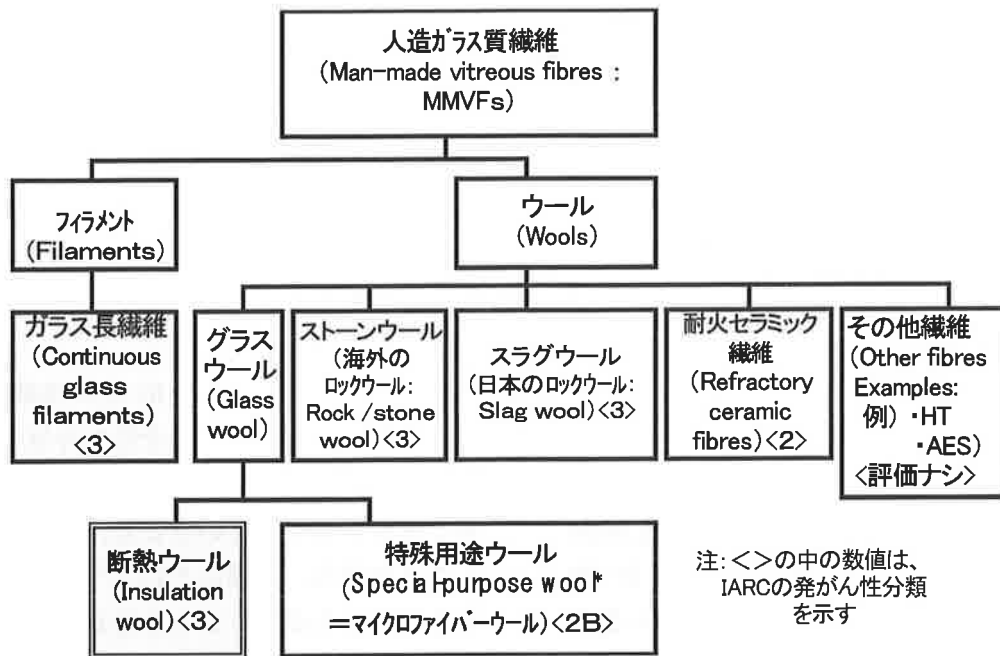 人造ガラス質繊維
(Man-made vitreous fibres :
MMVFs)
フィラメント
(Filaments)
ウール
(Wools)
ガラス長繊維
(Continuous
glass
filaments)
<3>
グラス
ウール
(Glass
wool)
ストーンウール
(海外の
ロックウール:
Rock /stone
wool)<3>
スラグウール
(日本のロックウール:
Slag wool)<3>
耐火セラミック
繊維
(Refractory
ceramic
fibres)<2>
その他繊維
(Other fibres
Examples:
例) ・HT
・AES)
<評価ナシ>
断熱ウール
(Insulation
wool)<3>
特殊用途ウール
(Special-purpose wool*
=マイクロファイバーウール)<2B>
注:<>の中の数値は、
IARCの発がん性分類
を示す